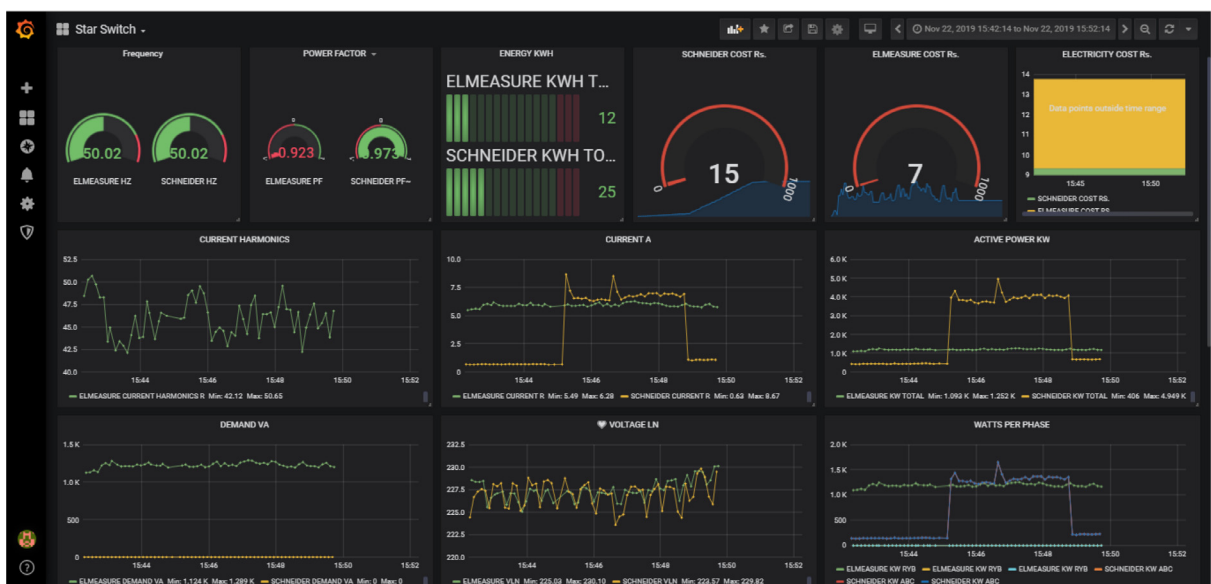 Star Switch
Nov 22, 2019 15:42:14 to Nov 22, 2019 15:52:14
Frequency
50.02
50.02
ELMEASURE HZ
SCHNEIDER HZ
POWER FACTOR
0
0
-0.923
0.973
ELMEASURE PF
SCHNEIDER PF~
ENERGY KWH
ELMEASURE KWH T...
12
SCHNEIDER KWH TO...
25
SCHNEIDER COST Rs.
15
0
1000
ELMEASURE COST Rs.
7
0
1000
ELECTRICITY COST Rs.
14
13
12
11
10
9
Data points outside time range
15:45 15:50
SCHNEIDER COST RS.
ELMEASURE COST RS.
CURRENT HARMONICS
52.5
50.0
47.5
45.0
42.5
40.0
15:44 15:46 15:48 15:50 15:52
ELMEASURE CURRENT HARMONICS R Min: 42.12 Max: 50.65
CURRENT A
10.0
7.5
5.0
2.5
0
15:44 15:46 15:48 15:50 15:52
ELMEASURE CURRENT R Min: 5.49 Max: 6.28 SCHNEIDER CURRENT R Min: 0.63 Max: 8.67
ACTIVE POWER KW
6.0 K
5.0 K
4.0 K
3.0 K
2.0 K
1.0 K
0
15:44 15:46 15:48 15:50 15:52
ELMEASURE KW TOTAL Min: 1.093 K Max: 1.252 K SCHNEIDER KW TOTAL Min: 406 Max: 4.949 K
DEMAND VA
1.5 K
1.0 K
500
0
15:44 15:46 15:48 15:50 15:52
ELMEASURE DEMAND VA Min: 1.124 K Max: 1.289 K SCHNEIDER DEMAND VA Min: 0 Max: 0
VOLTAGE LN
232.5
230.0
227.5
225.0
222.5
220.0
15:44 15:46 15:48 15:50 15:52
ELMEASURE VLN Min: 225.03 Max: 230.10 SCHNEIDER VLN Min: 223.57 Max: 229.82
WATTS PER PHASE
2.0 K
1.5 K
1.0 K
500
0
15:44 15:46 15:48 15:50 15:52
ELMEASURE KW RYB ELMEASURE KW RYB ELMEASURE KW RYB SCHNEIDER KW ABC
SCHNEIDER KW ABC SCHNEIDER KW ABC